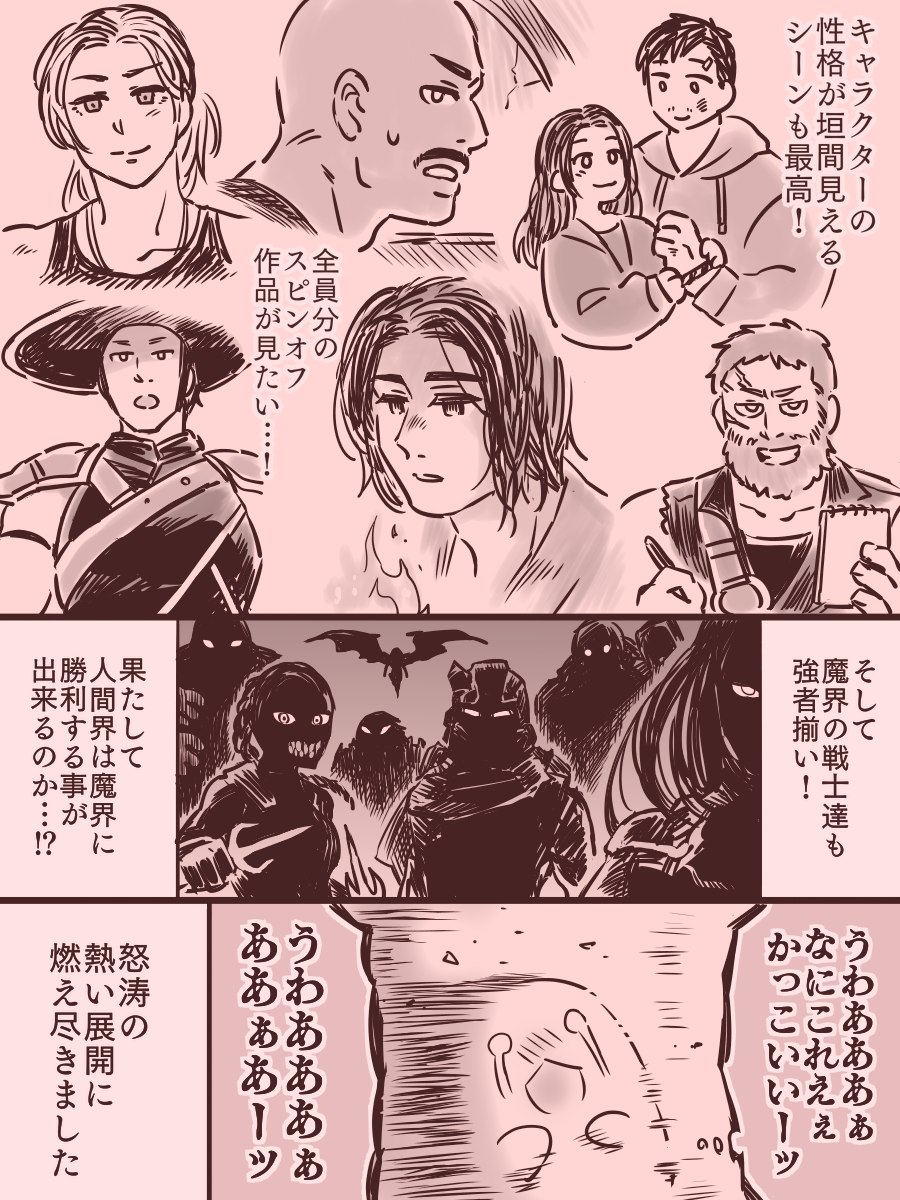 キャラクターの
性格が垣間見える
シーンも最高！
全員分の
スピンオフ
作品が見たい…！
そして
魔界の戦士達も
強者揃い！
果たして
人間界は魔界に
勝利する事が
出来るのか…!?
うわあああぁ
なにこれえぇ
かっこいいーッ
うわあああぁ
ああぁあーッ
怒涛の
熱い展開に
燃え尽きました